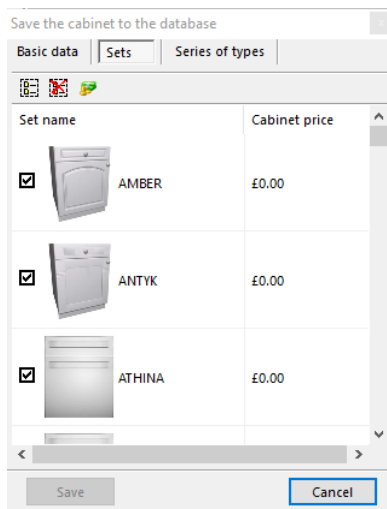 Save the cabinet to the database
Basic data Sets Series of types
Set name Cabinet price
AMBER £0.00
ANTYK £0.00
ATHINA £0.00
Save Cancel